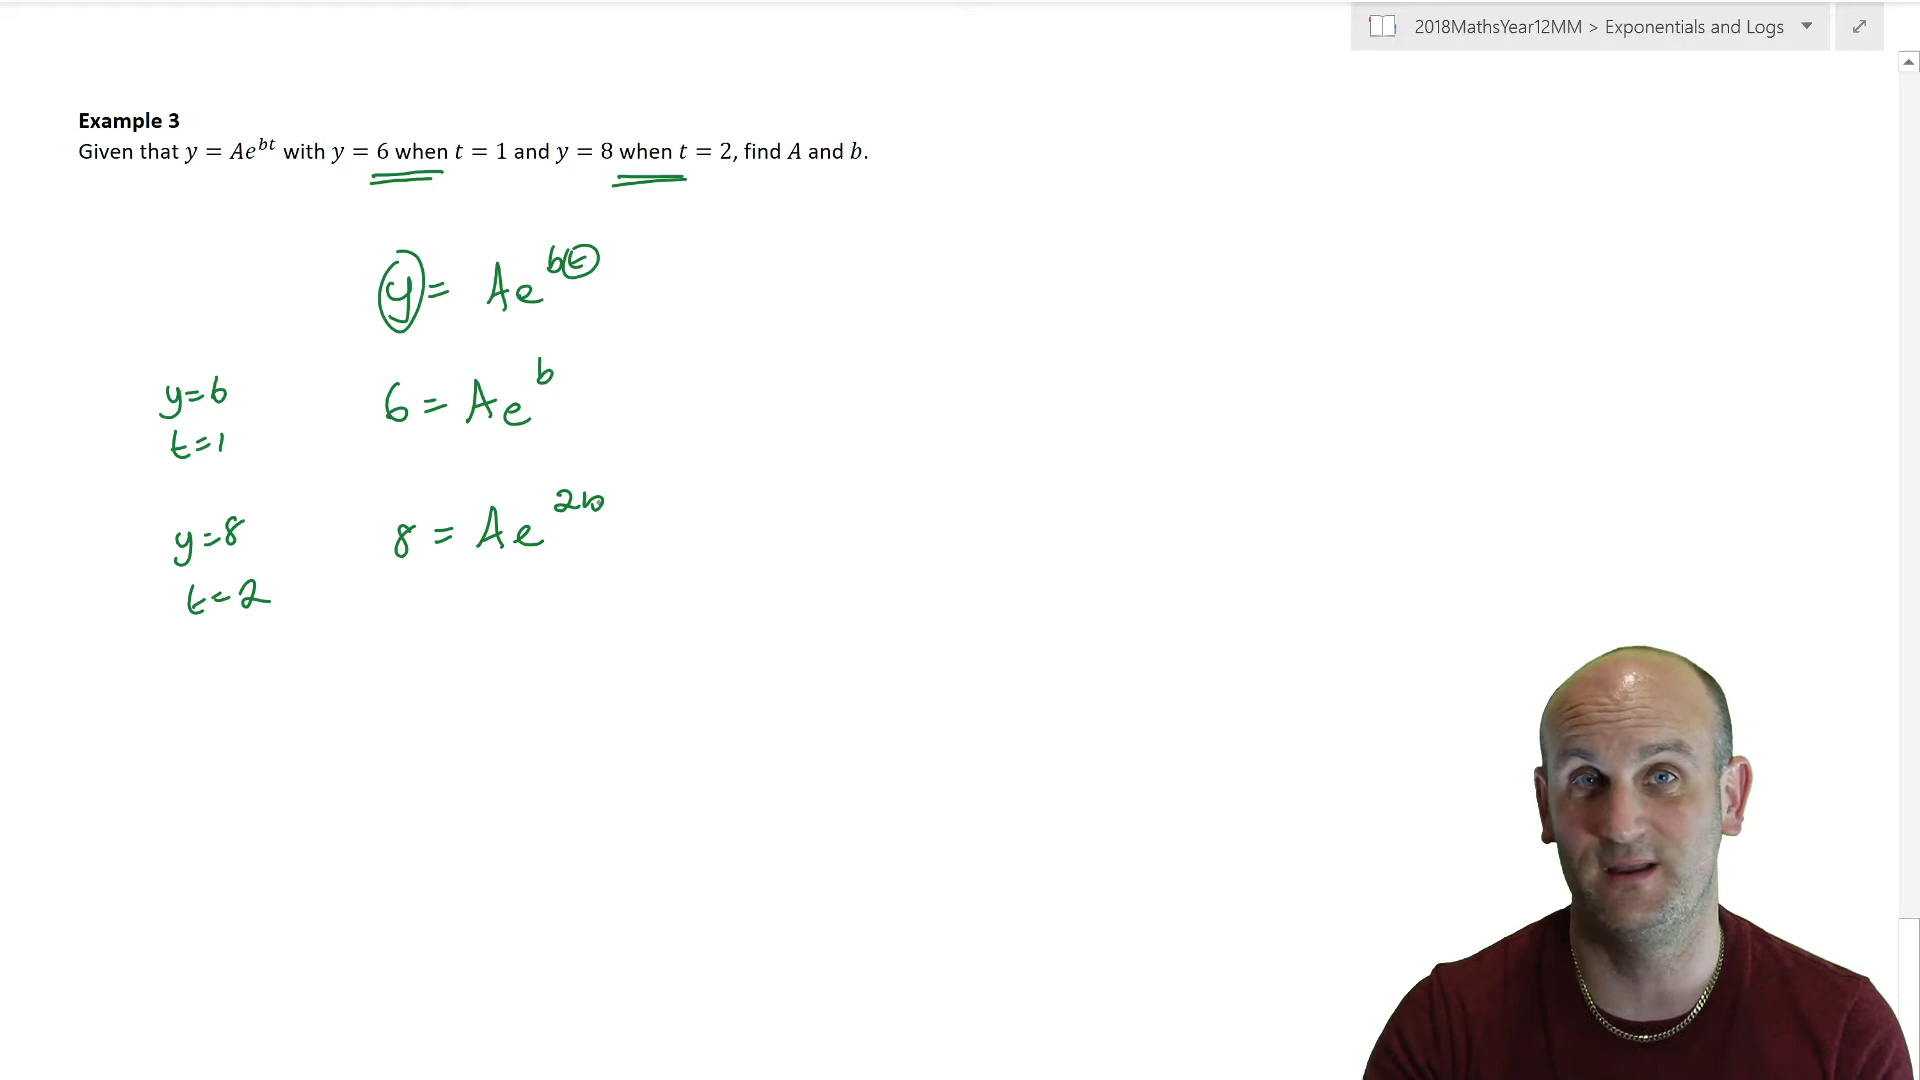 2018MathsYear12MM > Exponentials and Logs
Example 3
Given that y = Ae^{bt} with y = 6 when t = 1 and y = 8 when t = 2, find A and b.
y = Ae^{bt}
y=6 6 = Ae^{b}
t=1
y=8 8 = Ae^{2b}
t=2